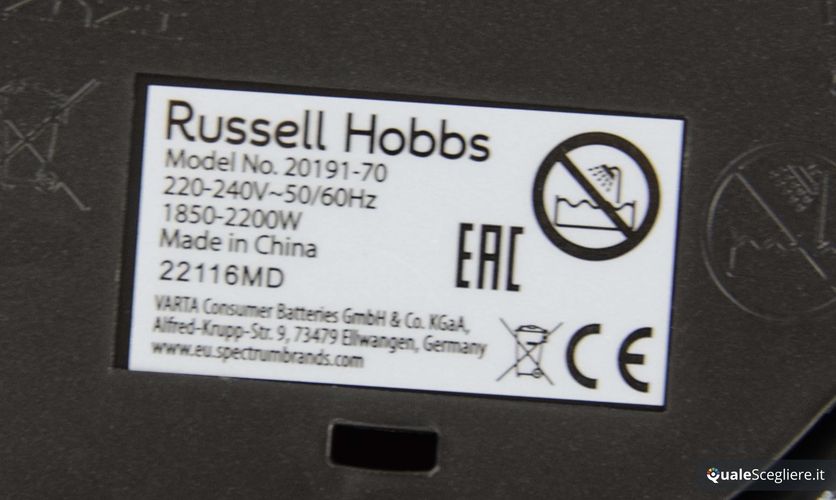 Russell Hobbs
Model No. 20191-70
220-240V~50/60Hz
1850-2200W
Made in China
22116MD
EAC
VARTA Consumer Batteries GmbH & Co. KGaA,
Alfred-Krupp-Str. 9, 73479 Ellwangen, Germany
www.eu.spectrumbrands.com
CE
QualeScegliere.it